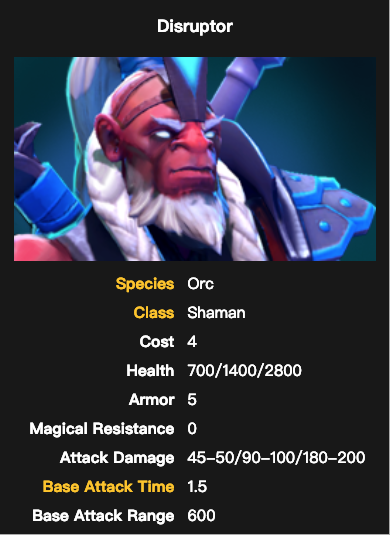 Disruptor
Species Orc
Class Shaman
Cost 4
Health 700/1400/2800
Armor 5
Magical Resistance 0
Attack Damage 45–50/90–100/180–200
Base Attack Time 1.5
Base Attack Range 600